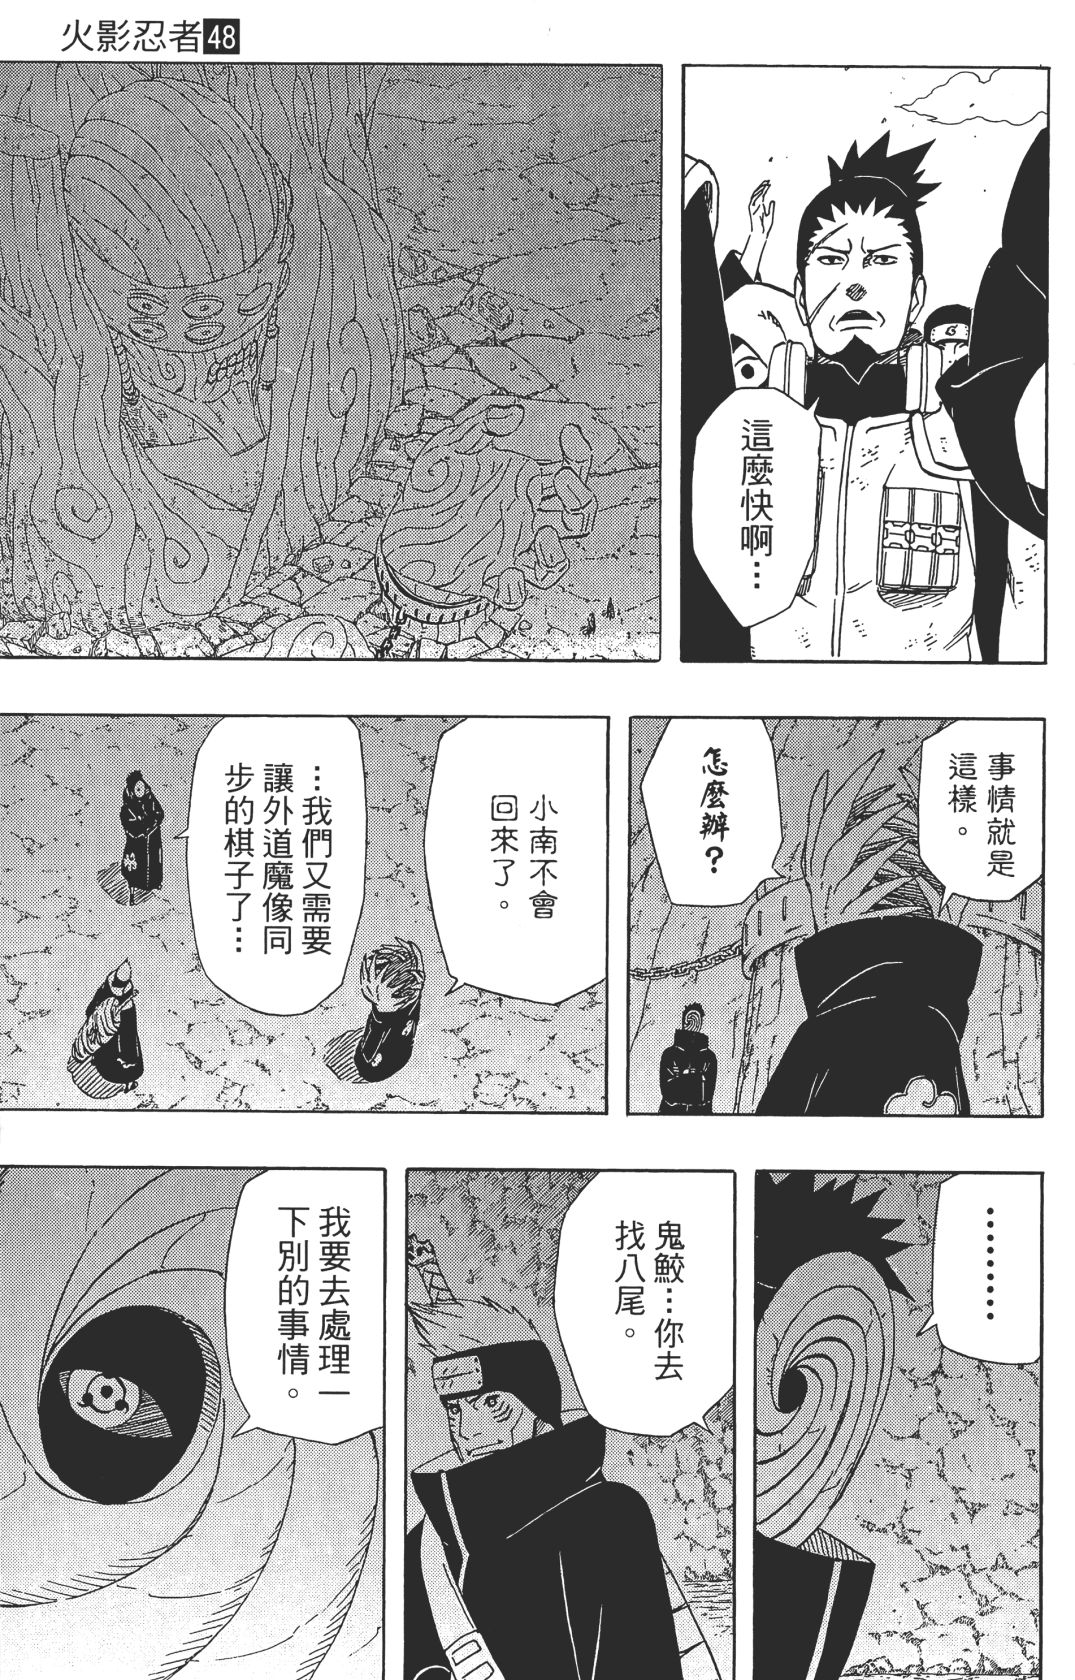 火影忍者48
這麼快啊…
事情就是
這樣。
怎麼辦？
小南不會
回來了。
…我們又需要
讓外道魔像同
步的棋子了…
………
鬼鮫…你去
找八尾。
我要去處理一
下別的事情。